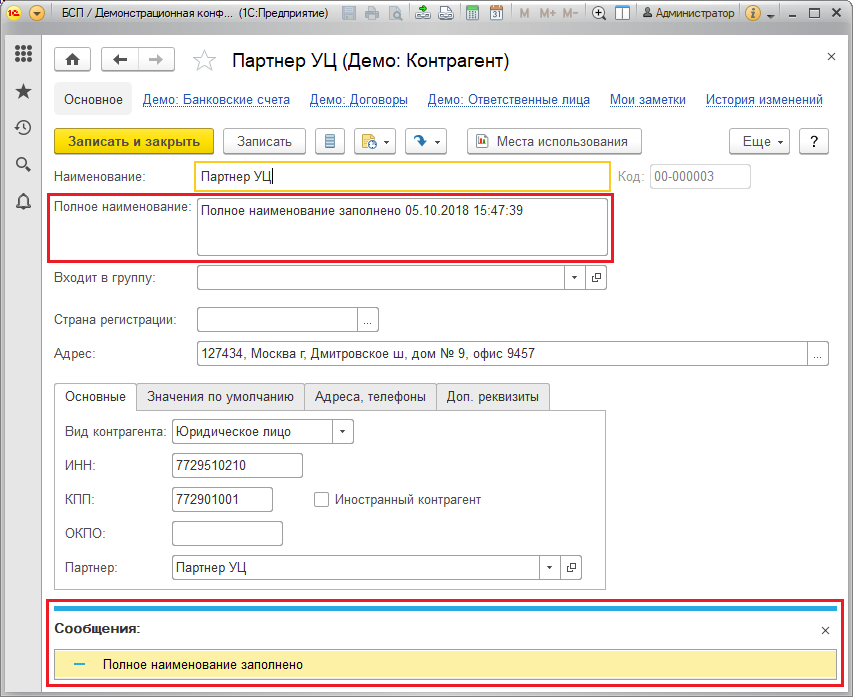 БСП / Демонстрационная конф... (1С:Предприятие) M M+ M- Администратор
Партнер УЦ (Демо: Контрагент)
Основное Демо: Банковские счета Демо: Договоры Демо: Ответственные лица Мои заметки История изменений
Записать и закрыть Записать Места использования Еще ?
Наименование: Партнер УЦ Код: 00-000003
Полное наименование: Полное наименование заполнено 05.10.2018 15:47:39
Входит в группу:
Страна регистрации: ...
Адрес: 127434, Москва г, Дмитровское ш, дом № 9, офис 9457 ...
Основные Значения по умолчанию Адреса, телефоны Доп. реквизиты
Вид контрагента: Юридическое лицо
ИНН: 7729510210
КПП: 772901001 Иностранный контрагент
ОКПО:
Партнер: Партнер УЦ
Сообщения:
Полное наименование заполнено